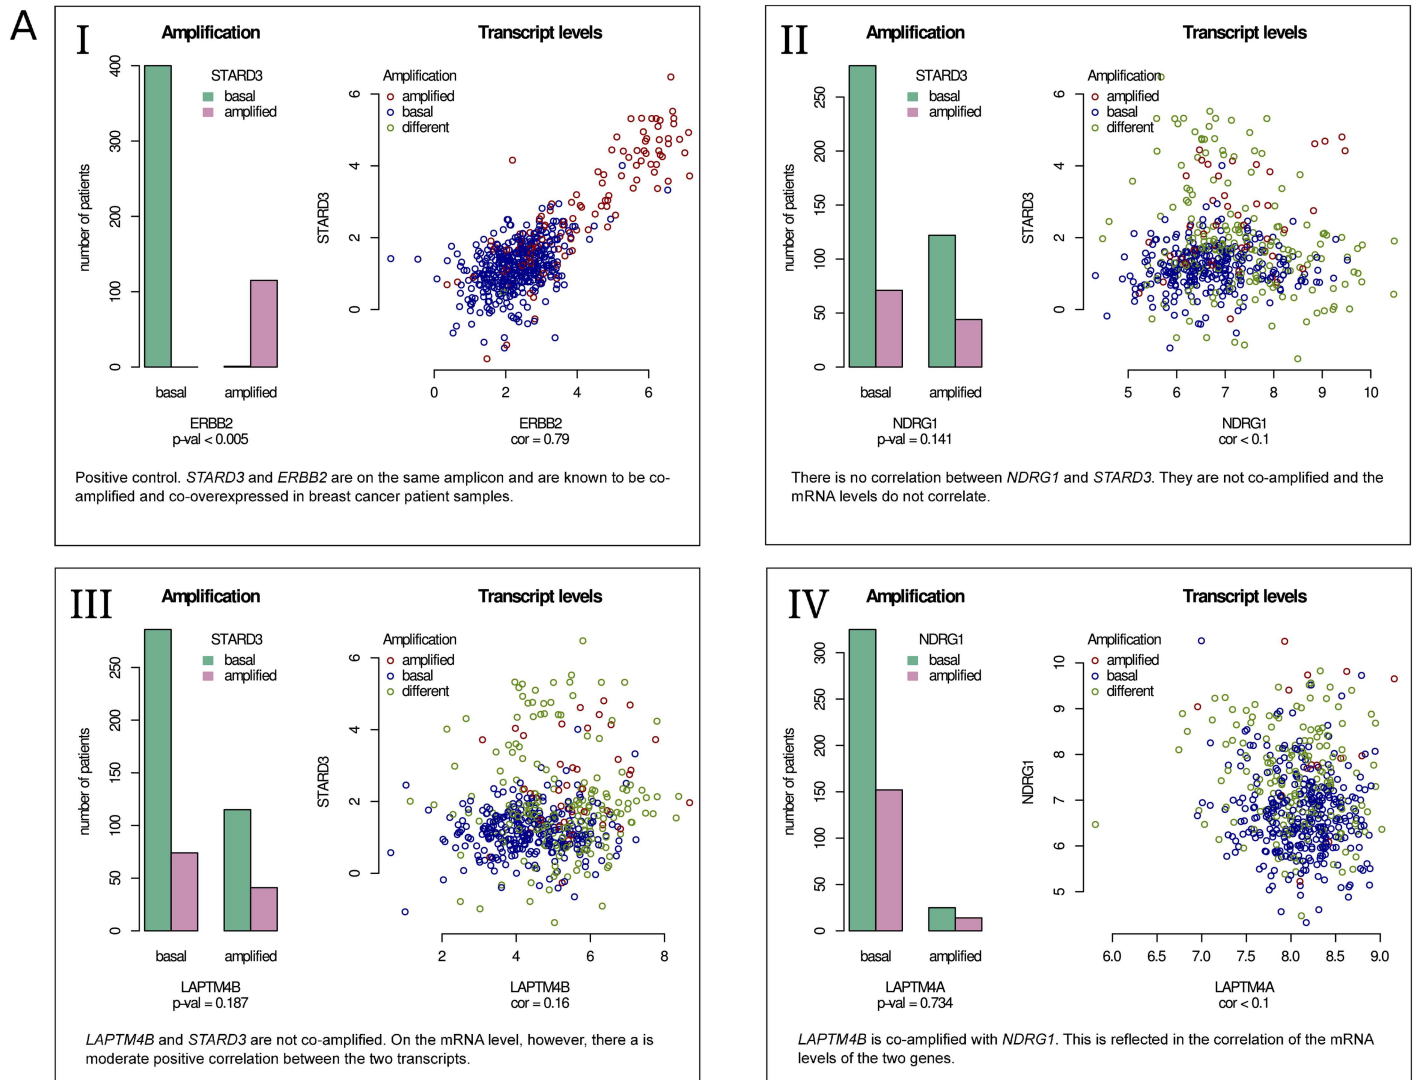 A
I
Amplification
Transcript levels
number of patients
0
100
200
300
400
STARD3
basal
amplified
basal
amplified
ERBB2
p-val < 0.005
STARD3
0
2
4
6
Amplification
amplified
basal
different
0
2
4
6
ERBB2
cor = 0.79
Positive control. STARD3 and ERBB2 are on the same amplicon and are known to be co-
amplified and co-overexpressed in breast cancer patient samples.
II
Amplification
Transcript levels
number of patients
0
50
100
150
200
250
STARD3
basal
amplified
basal
amplified
NDRG1
p-val = 0.141
STARD3
0
2
4
6
Amplification
amplified
basal
different
5
6
7
8
9
10
NDRG1
cor < 0.1
There is no correlation between NDRG1 and STARD3. They are not co-amplified and the
mRNA levels do not correlate.
III
Amplification
Transcript levels
number of patients
0
50
100
150
200
250
STARD3
basal
amplified
basal
amplified
LAPTM4B
p-val = 0.187
STARD3
0
2
4
6
Amplification
amplified
basal
different
2
4
6
8
LAPTM4B
cor = 0.16
LAPTM4B and STARD3 are not co-amplified. On the mRNA level, however, there a is
moderate positive correlation between the two transcripts.
IV
Amplification
Transcript levels
number of patients
0
50
100
150
200
250
300
NDRG1
basal
amplified
basal
amplified
LAPTM4A
p-val = 0.734
NDRG1
5
6
7
8
9
10
Amplification
amplified
basal
different
6.0
6.5
7.0
7.5
8.0
8.5
9.0
LAPTM4A
cor < 0.1
LAPTM4B is co-amplified with NDRG1. This is reflected in the correlation of the mRNA
levels of the two genes.